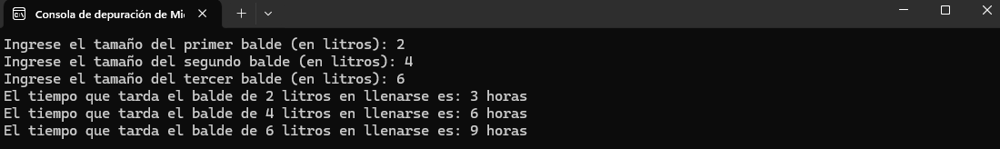 Consola de depuración de Mi
Ingrese el tamaño del primer balde (en litros): 2
Ingrese el tamaño del segundo balde (en litros): 4
Ingrese el tamaño del tercer balde (en litros): 6
El tiempo que tarda el balde de 2 litros en llenarse es: 3 horas
El tiempo que tarda el balde de 4 litros en llenarse es: 6 horas
El tiempo que tarda el balde de 6 litros en llenarse es: 9 horas